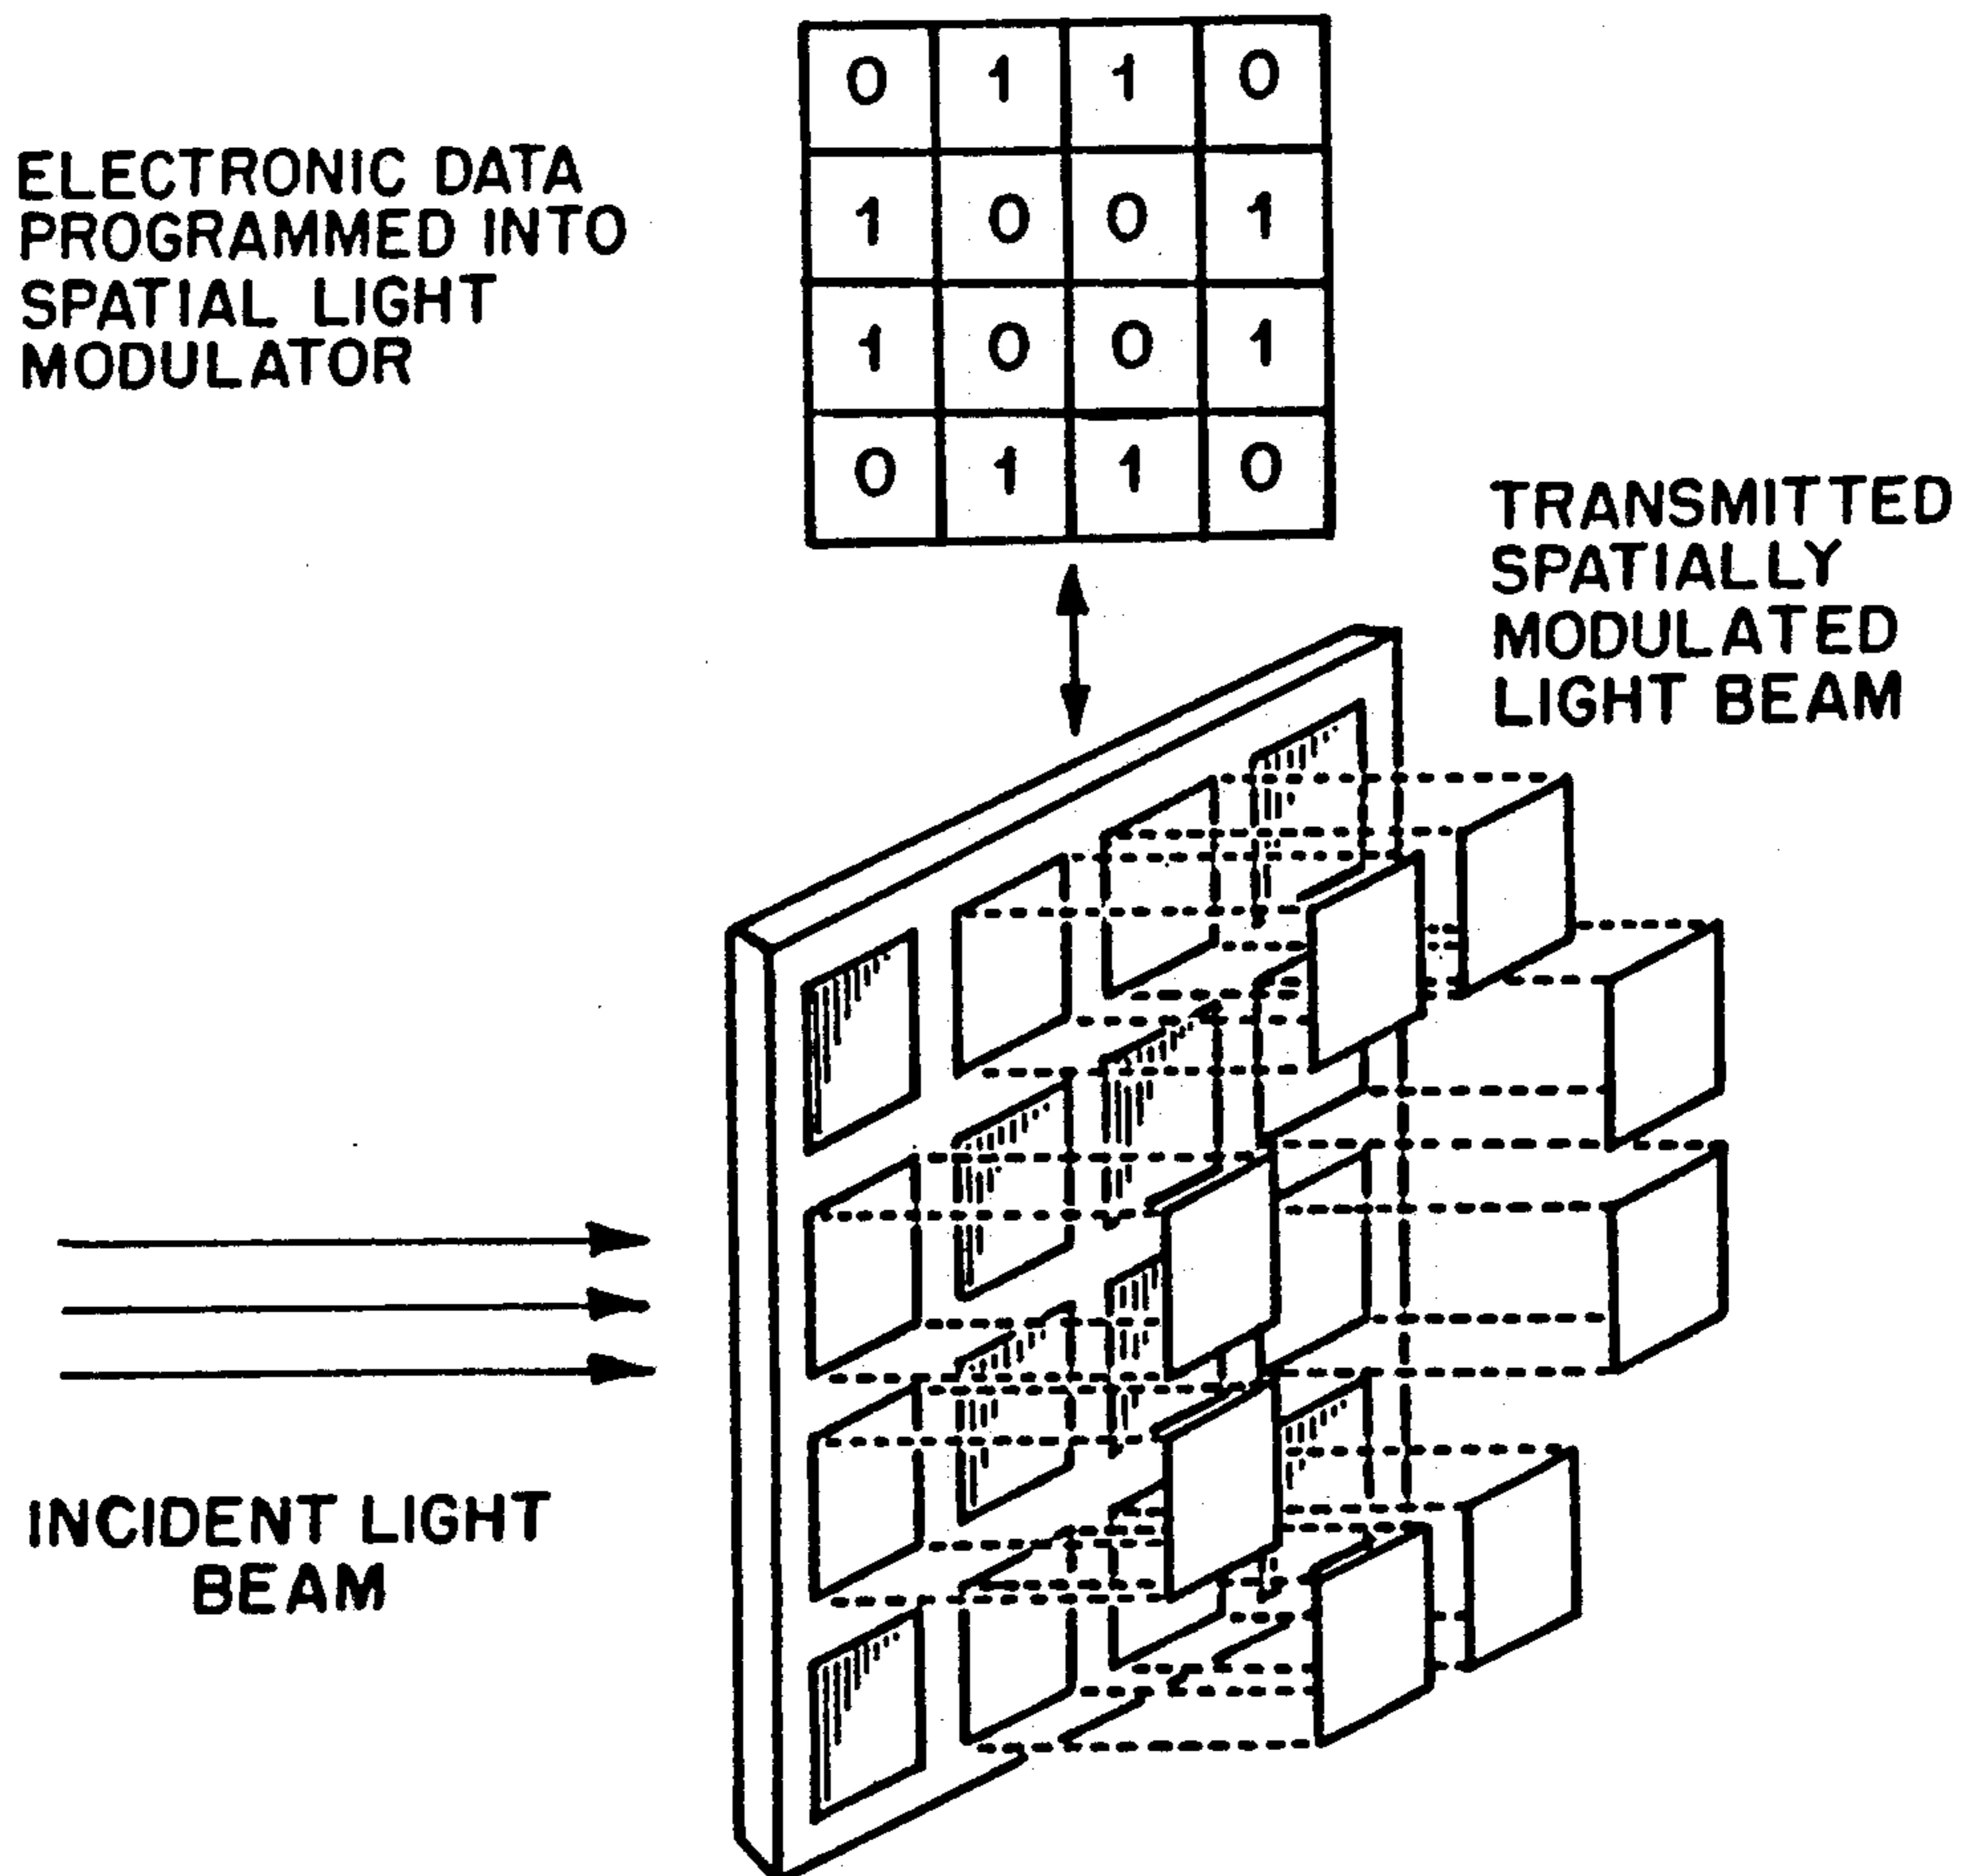 0 1 1 0
ELECTRONIC DATA
PROGRAMMED INTO
SPATIAL LIGHT
MODULATOR
1 0 0 1
1 0 0 1
0 1 1 0
TRANSMITTED
SPATIALLY
MODULATED
LIGHT BEAM
INCIDENT LIGHT
BEAM